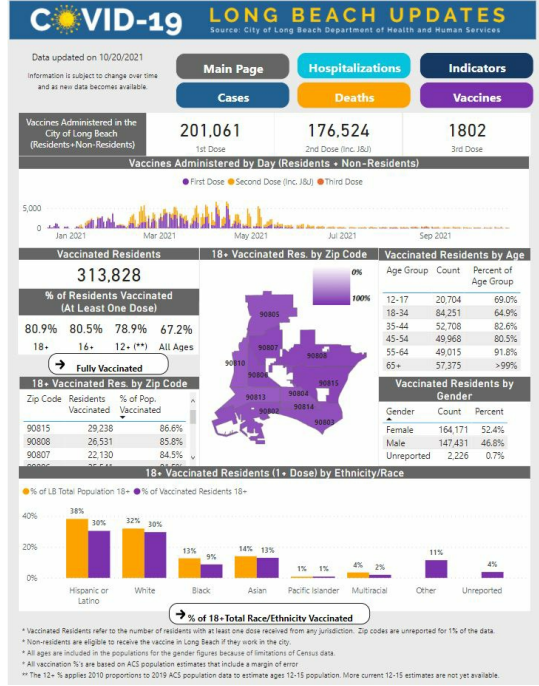 COVID-19 LONG BEACH UPDATES
Source: City of Long Beach Department of Health and Human Services
Data updated on 10/20/2021
Information is subject to change over time
and as new data becomes available.
Main Page Hospitalizations Indicators
Cases Deaths Vaccines
Vaccines Administered in the
City of Long Beach
(Residents+Non-Residents)
201,061 176,524 1802
1st Dose 2nd Dose (Inc. J&J) 3rd Dose
Vaccines Administered by Day (Residents + Non-Residents)
First Dose Second Dose (Inc. J&J) Third Dose
5,000
0
Jan 2021 Mar 2021 May 2021 Jul 2021 Sep 2021
Vaccinated Residents
313,828
% of Residents Vaccinated
(At Least One Dose)
80.9% 80.5% 78.9% 67.2%
18+ 16+ 12+ (**) All Ages
→ Fully Vaccinated
18+ Vaccinated Res. by Zip Code
Zip Code Residents Vaccinated % of Pop. Vaccinated
90815 29,238 86.6%
90808 26,531 85.8%
90807 22,130 84.5%
18+ Vaccinated Res. by Zip Code
0%
100%
90805
90807
90808
90810
90806
90815
90804
90813
90814
90802
90803
Vaccinated Residents by Age
Age Group Count Percent of Age Group
12-17 20,704 69.0%
18-34 84,251 64.9%
35-44 52,708 82.6%
45-54 49,968 80.5%
55-64 49,015 91.8%
65+ 57,375 >99%
Vaccinated Residents by
Gender
Gender Count Percent
Female 164,171 52.4%
Male 147,431 46.8%
Unreported 2,226 0.7%
18+ Vaccinated Residents (1+ Dose) by Ethnicity/Race
% of LB Total Population 18+ % of Vaccinated Residents 18+
40%
20%
0%
38% 30% 32% 30% 13% 9% 14% 13% 1% 1% 4% 2% 11% 4%
Hispanic or Latino White Black Asian Pacific Islander Multiracial Other Unreported
→ % of 18+Total Race/Ethnicity Vaccinated
* Vaccinated Residents refer to the number of residents with at least one dose received from any jurisdiction. Zip codes are unreported for 1% of the data.
* Non-residents are eligible to receive the vaccine in Long Beach if they work in the city.
* All ages are included in the populations for the gender figures because of limitations of Census data.
* All vaccination %'s are based on ACS population estimates that include a margin of error
** The 12+ % applies 2010 proportions to 2019 ACS population data to estimate ages 12-15 population. More current 12-15 estimates are not yet available.